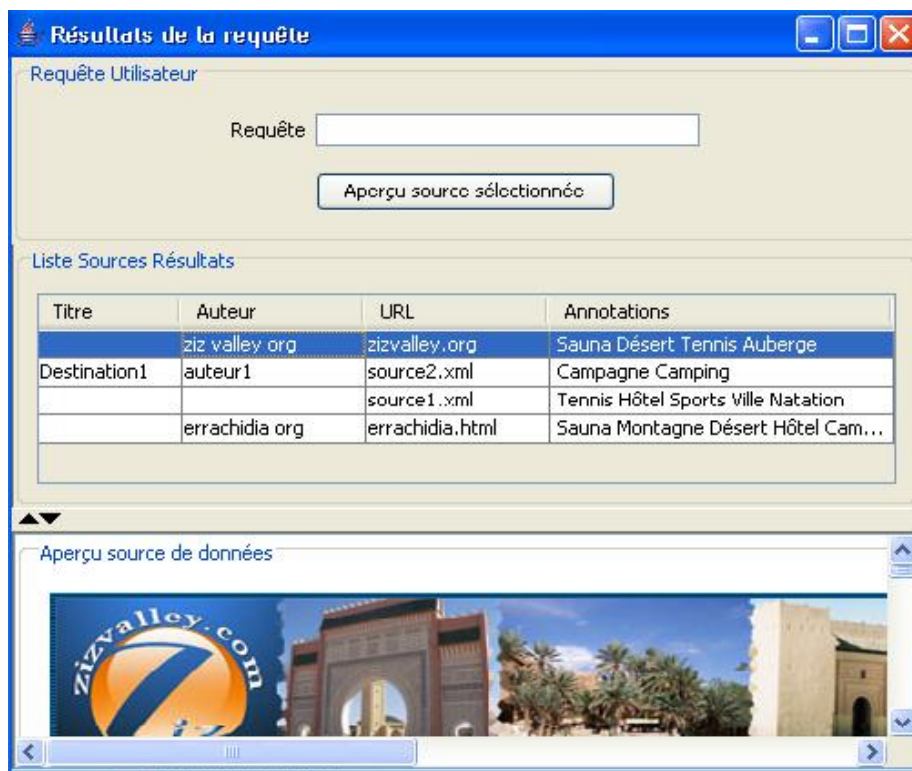 Résultats de la requête
Requête Utilisateur
Requête
Aperçu source sélectionnée
Liste Sources Résultats
Titre Auteur URL Annotations
ziz valley org zizvalley.org Sauna Désert Tennis Auberge
Destination1 auteur1 source2.xml Campagne Camping
source1.xml Tennis Hôtel Sports Ville Natation
errachidia org errachidia.html Sauna Montagne Désert Hôtel Cam...
Aperçu source de données
zizvalley.com
Ziz